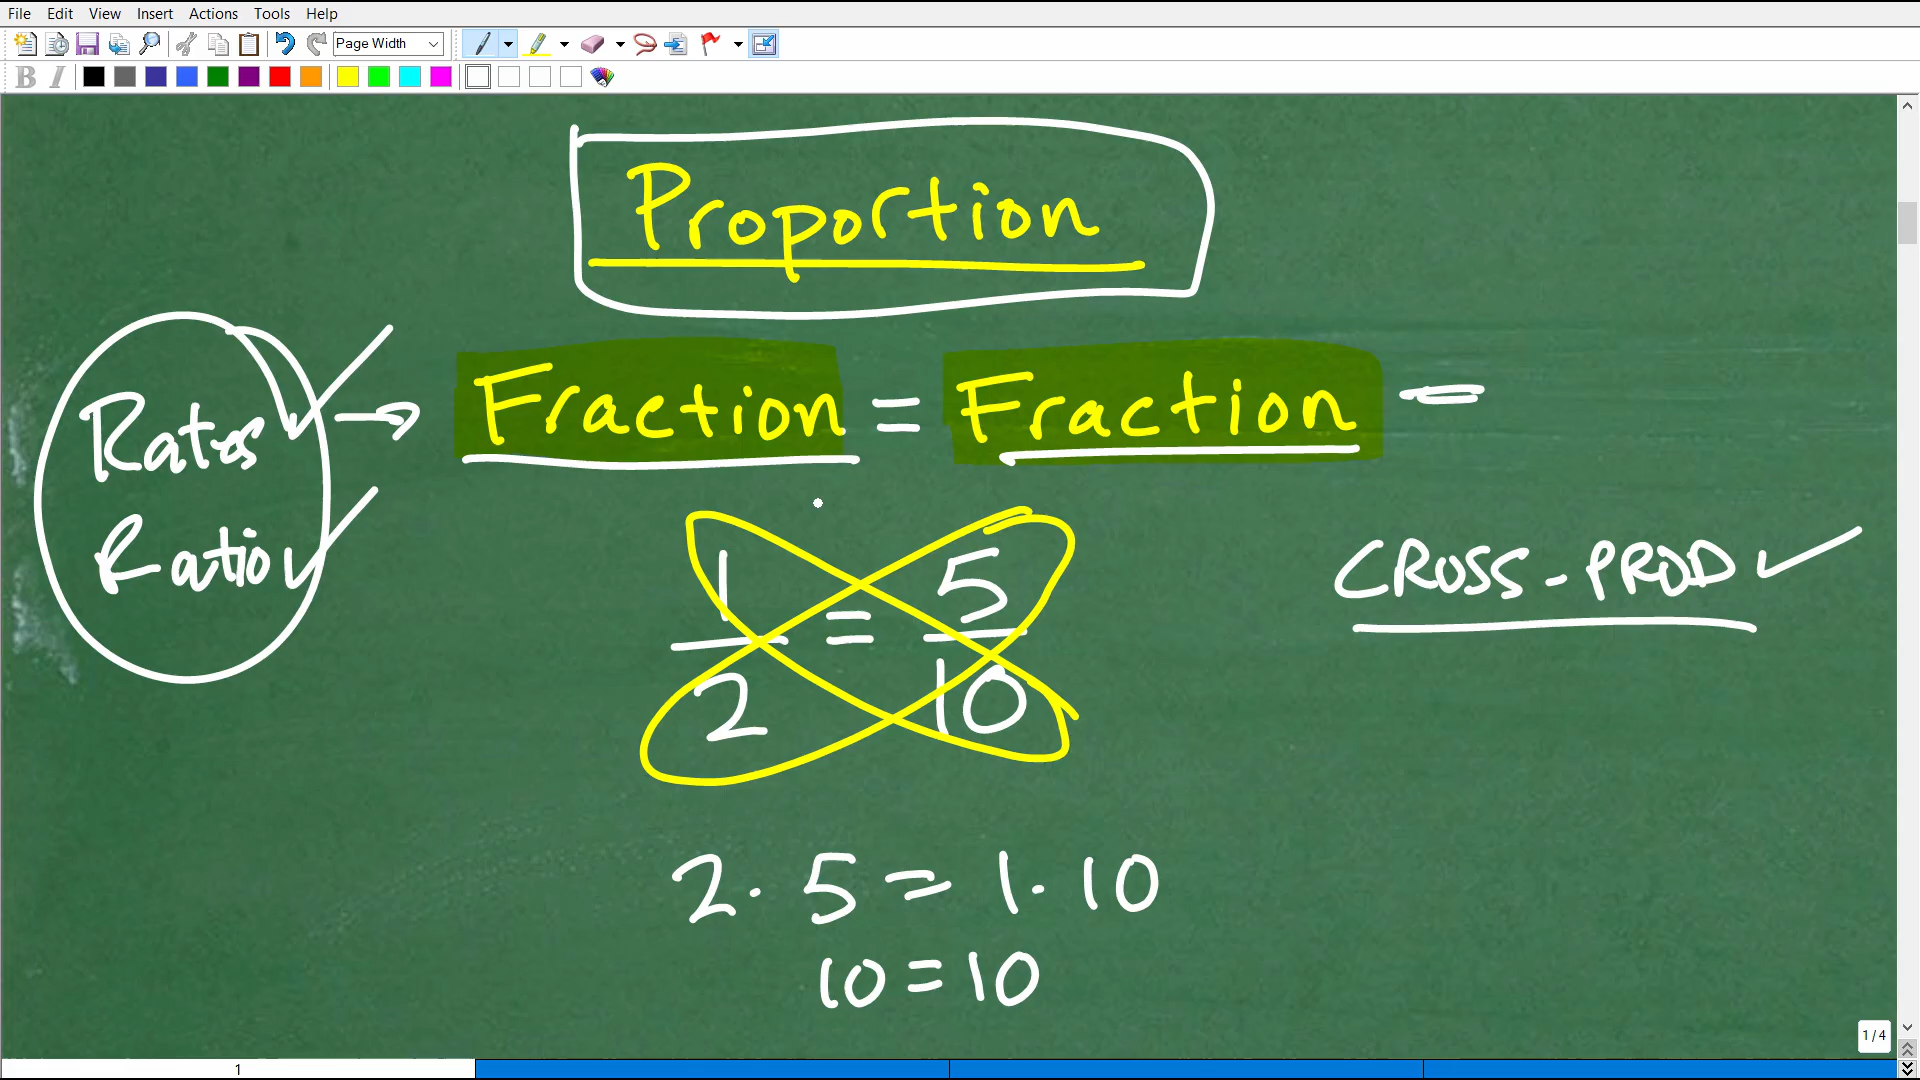 File Edit View Insert Actions Tools Help
Page Width
B I
Proportion
Rates → Fraction = Fraction =
Ratio
1/2 = 5/10
CROSS-PROD ✓
2 · 5 = 1 · 10
10 = 10
1 / 4
1